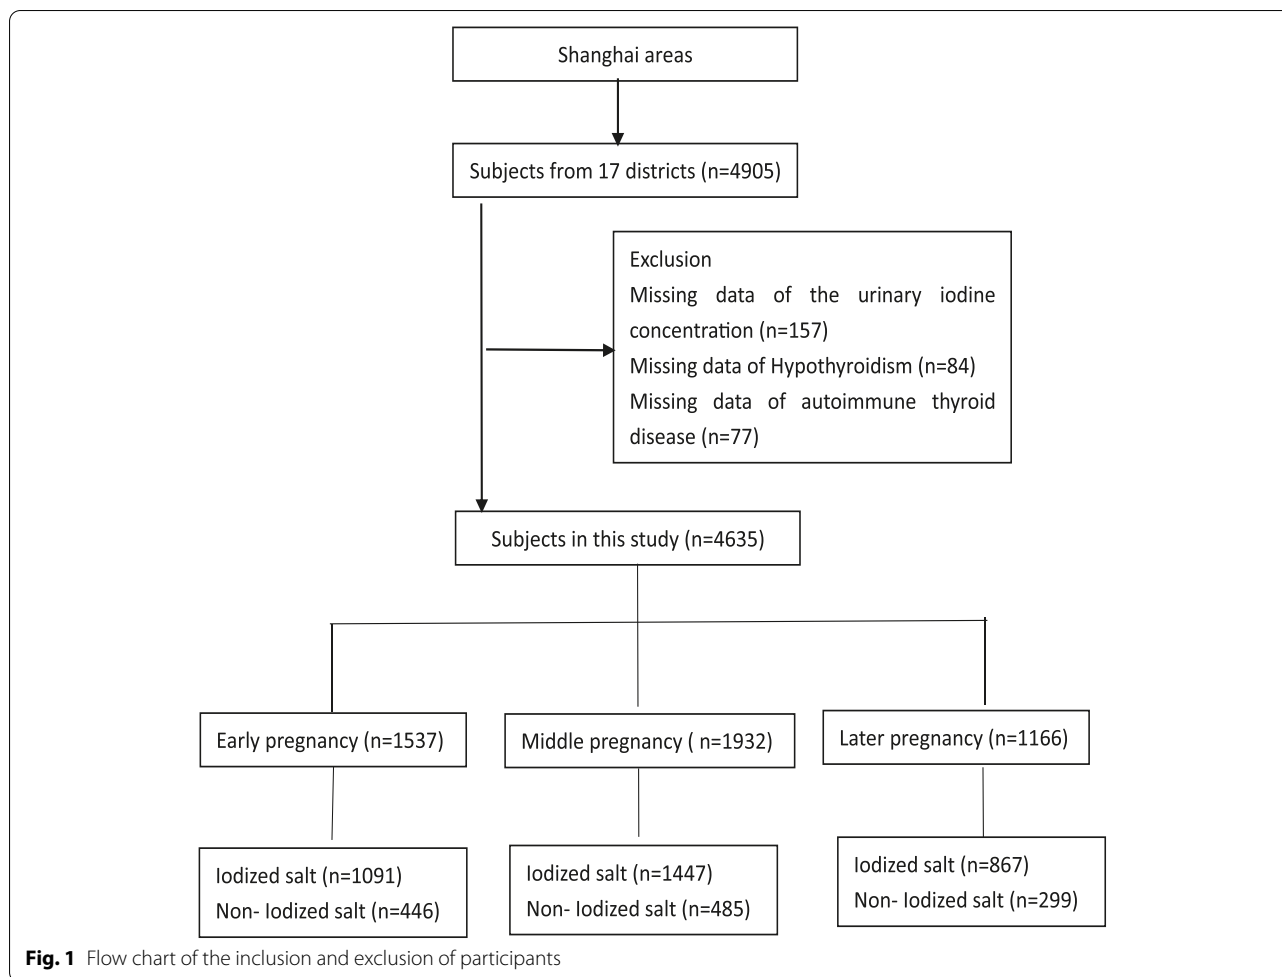 Shanghai areas
Subjects from 17 districts (n=4905)
Exclusion
Missing data of the urinary iodine
concentration (n=157)
Missing data of Hypothyroidism (n=84)
Missing data of autoimmune thyroid
disease (n=77)
Subjects in this study (n=4635)
Early pregnancy (n=1537)
Middle pregnancy ( n=1932)
Later pregnancy (n=1166)
Iodized salt (n=1091)
Non- Iodized salt (n=446)
Iodized salt (n=1447)
Non- Iodized salt (n=485)
Iodized salt (n=867)
Non- Iodized salt (n=299)
Fig. 1 Flow chart of the inclusion and exclusion of participants